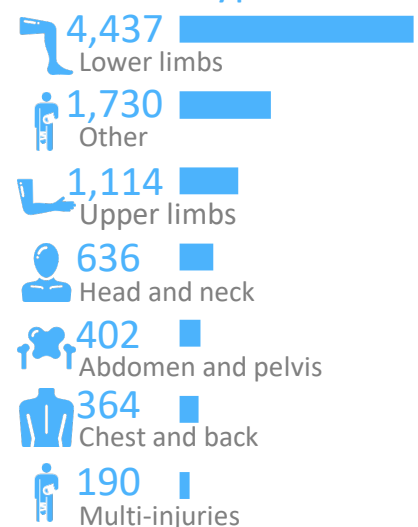 4,437
Lower limbs
1,730
Other
1,114
Upper limbs
636
Head and neck
402
Abdomen and pelvis
364
Chest and back
190
Multi-injuries